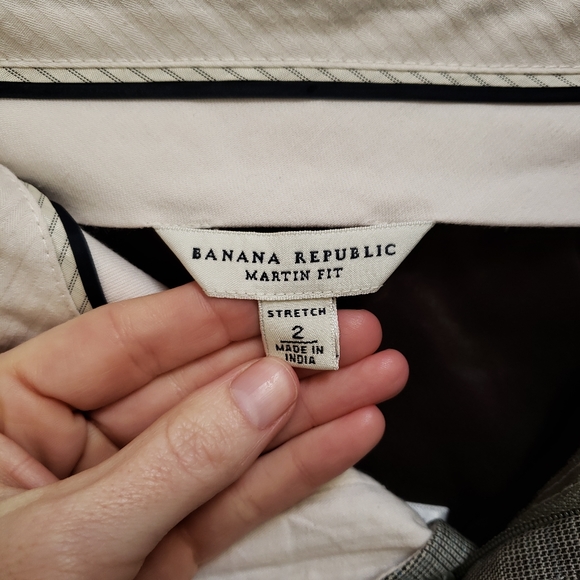 BANANA REPUBLIC
MARTIN FIT
STRETCH
2
MADE IN
INDIA